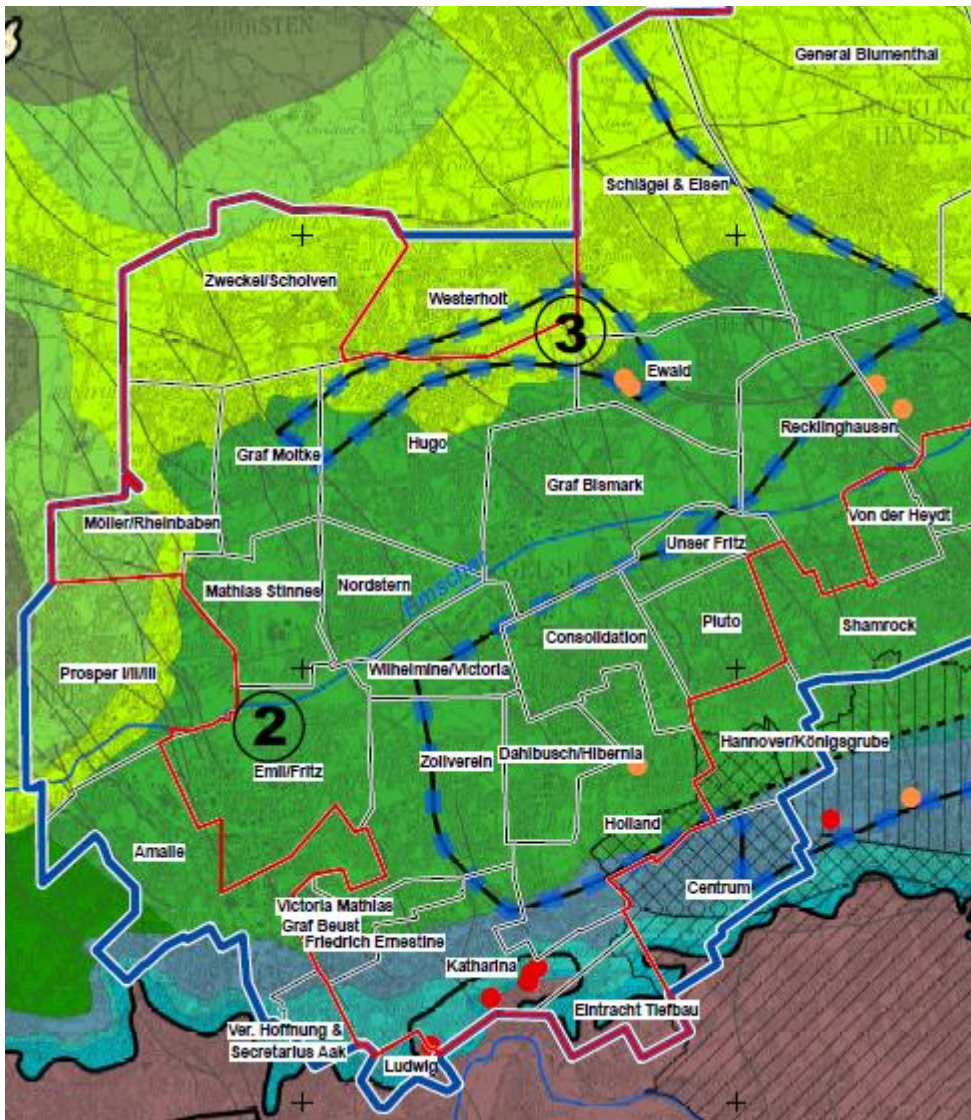 General Blumenthal
RECKLING
HAUSEN
Schlägel & Eisen
Zweckel/Scholven
Westerholt
3
Ewald
Recklinghausen
Graf Moltke
Hugo
Graf Bismark
Von der Heydt
Möller/Rheinbaben
Unser Fritz
Mathias Stinnes
Nordstern
Emscher
Pluto
Shamrock
Consolidation
Prosper I/II/III
Wilhelmine/Victoria
2
Hannover/Königsgrube
Zollverein
Dahlbusch/Hibernia
Emil/Fritz
Holland
Amalie
Centrum
Victoria Mathias
Graf Beust
Friedrich Ernestine
Katharina
Eintracht Tiefbau
Ver. Hoffnung &
Secretarius Aak
Ludwig